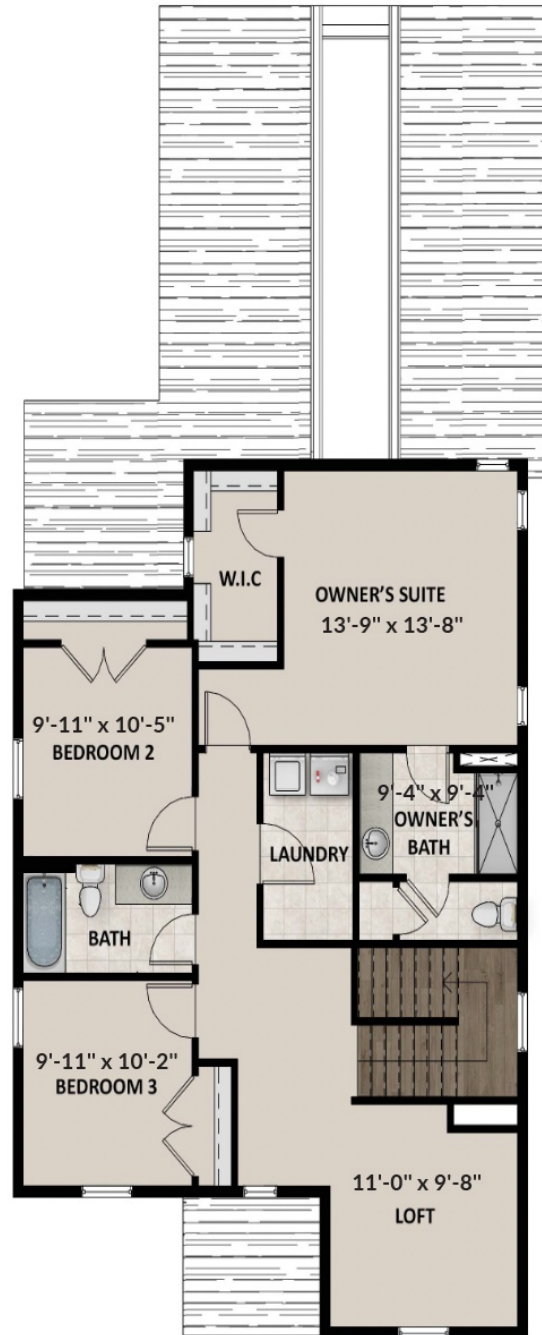 W.I.C
OWNER'S SUITE
13'-9" x 13'-8"
9'-11" x 10'-5"
BEDROOM 2
LAUNDRY
9'-4" x 9'-4"
OWNER'S
BATH
BATH
9'-11" x 10'-2"
BEDROOM 3
11'-0" x 9'-8"
LOFT